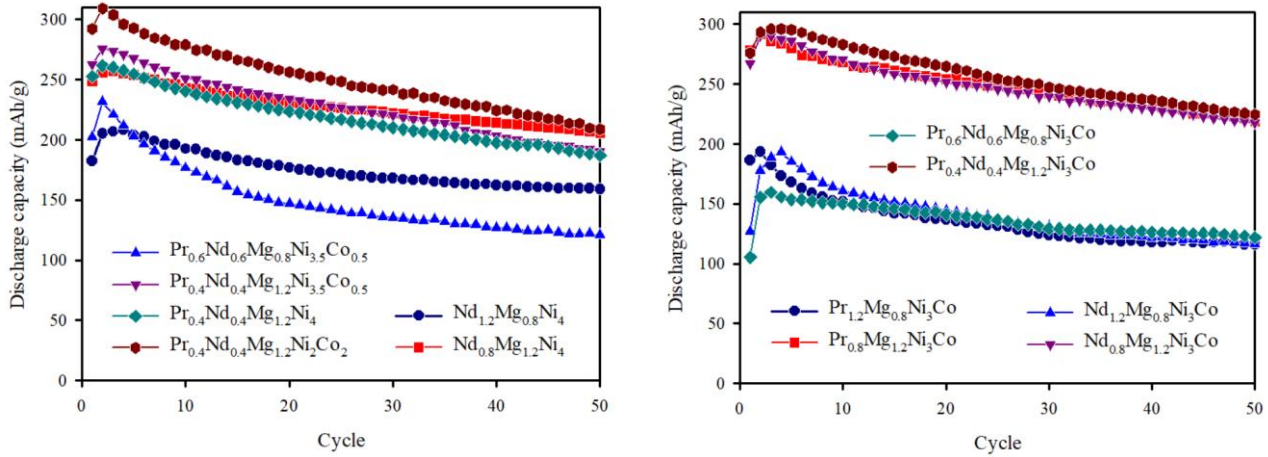 300
250
200
150
100
50
0
Discharge capacity (mAh/g)
Pr0.6Nd0.6Mg0.8Ni3.5Co0.5
Pr0.4Nd0.4Mg1.2Ni3.5Co0.5
Pr0.4Nd0.4Mg1.2Ni4
Nd1.2Mg0.8Ni4
Pr0.4Nd0.4Mg1.2Ni2Co2
Nd0.8Mg1.2Ni4
0 10 20 30 40 50
Cycle
300
250
200
150
100
50
0
Discharge capacity (mAh/g)
Pr0.6Nd0.6Mg0.8Ni3Co
Pr0.4Nd0.4Mg1.2Ni3Co
Pr1.2Mg0.8Ni3Co
Nd1.2Mg0.8Ni3Co
Pr0.8Mg1.2Ni3Co
Nd0.8Mg1.2Ni3Co
0 10 20 30 40 50
Cycle